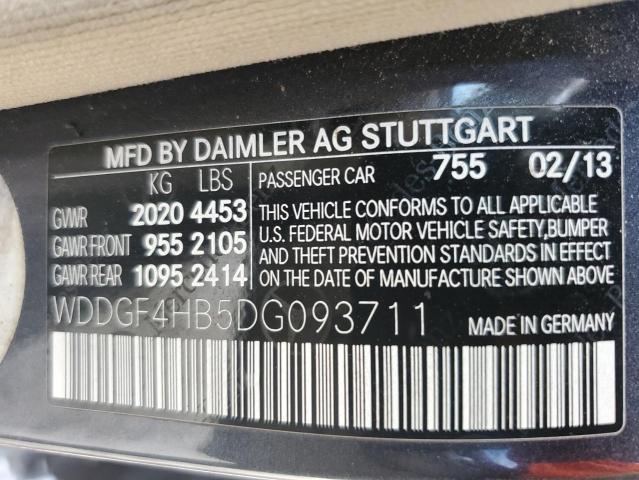 MFD BY DAIMLER AG STUTTGART
KG LBS
PASSENGER CAR 755 02/13
GVWR 2020 4453
GAWR FRONT 955 2105
GAWR REAR 1095 2414
THIS VEHICLE CONFORMS TO ALL APPLICABLE
U.S. FEDERAL MOTOR VEHICLE SAFETY,BUMPER
AND THEFT PREVENTION STANDARDS IN EFFECT
ON THE DATE OF MANUFACTURE SHOWN ABOVE
WDDGF4HB5DG093711 MADE IN GERMANY